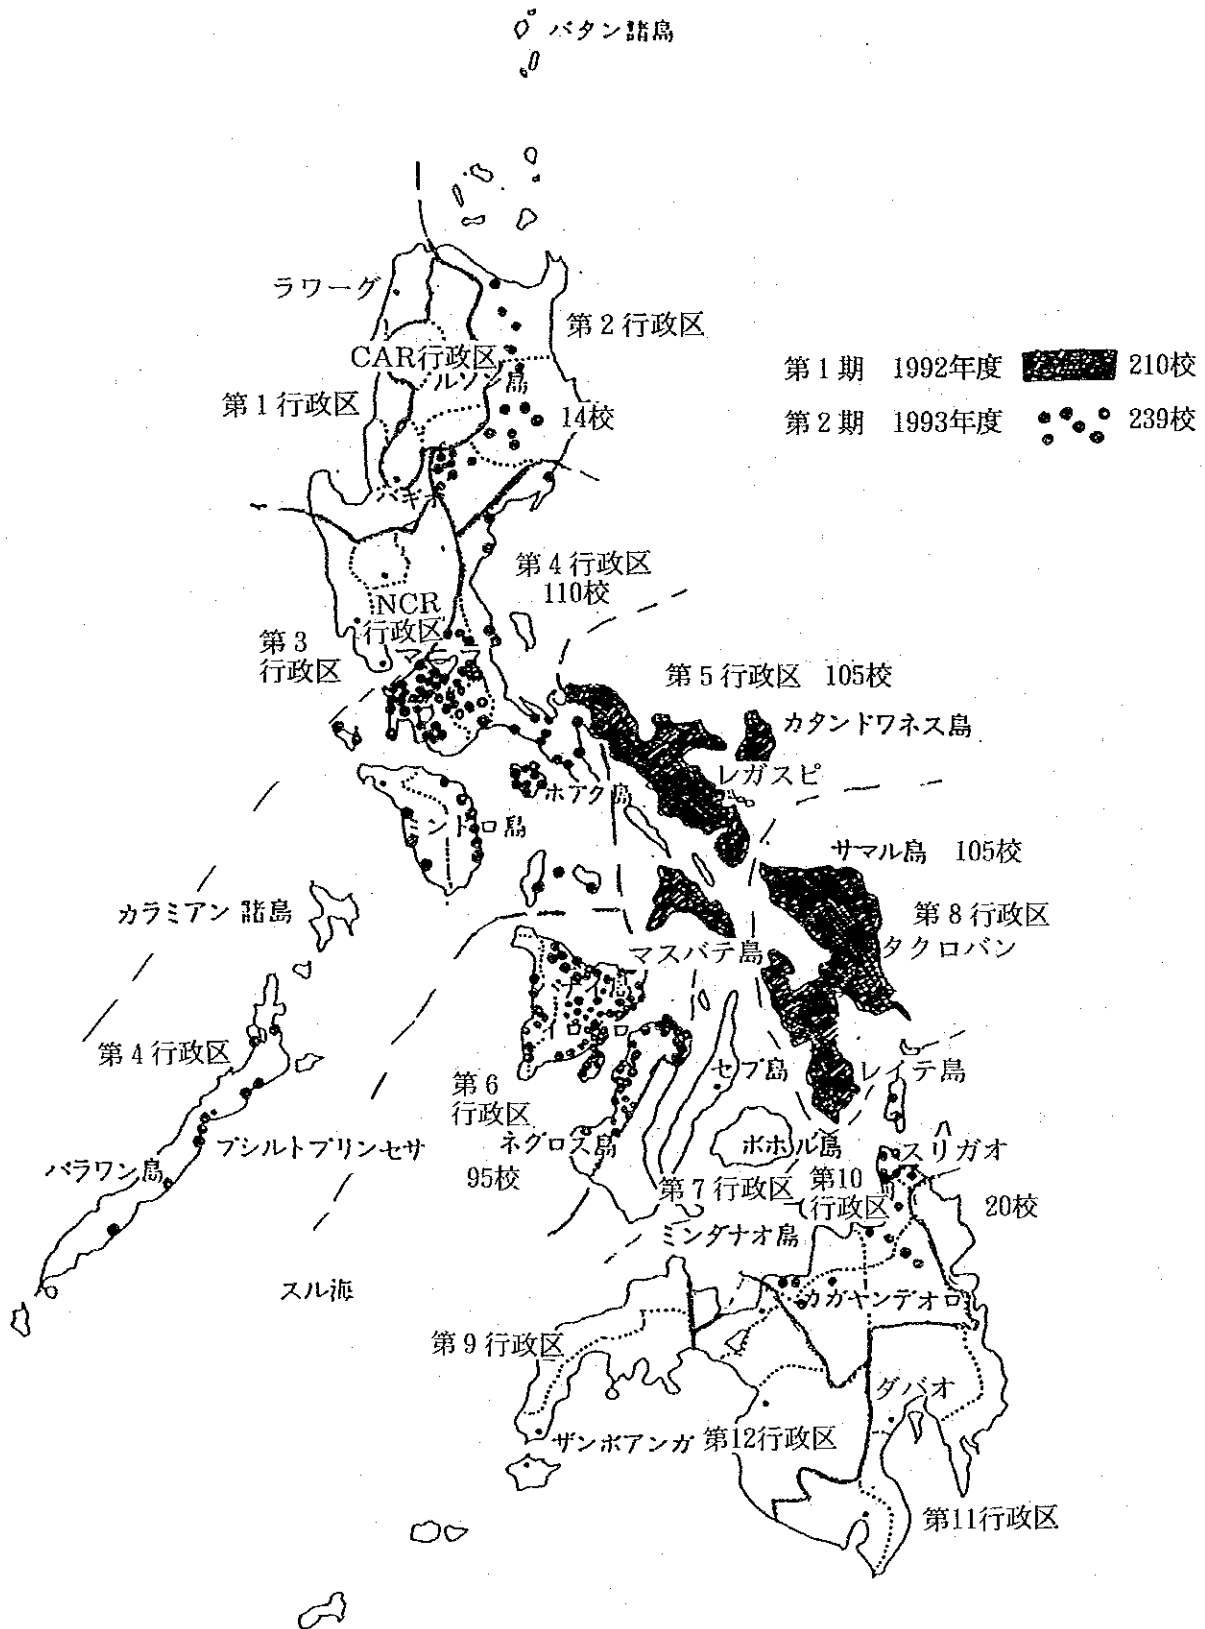 バタン諸島
ラワーグ
第2行政区
CAR行政区
ルソン島
第1行政区
14校
第1期 1992年度 210校
第2期 1993年度 239校
バギオ
第4行政区
110校
NCR
行政区
第3
行政区
マニラ
第5行政区 105校
カタンドワネス島
レガスピ
ホアク島
ミンドロ島
サマル島 105校
カラミアン諸島
第8行政区
タクロバン
マスバテ島
パナイ島
イロイロ
第4行政区
セブ島
レイテ島
第6
行政区
ネグロス島
ボホール島
スリガオ
プシルトプリンセサ
パラワン島
95校
第7行政区
第10
行政区
20校
ミンダナオ島
スル海
カガヤンデオロ
第9行政区
ダバオ
ザンボアンガ
第12行政区
第11行政区